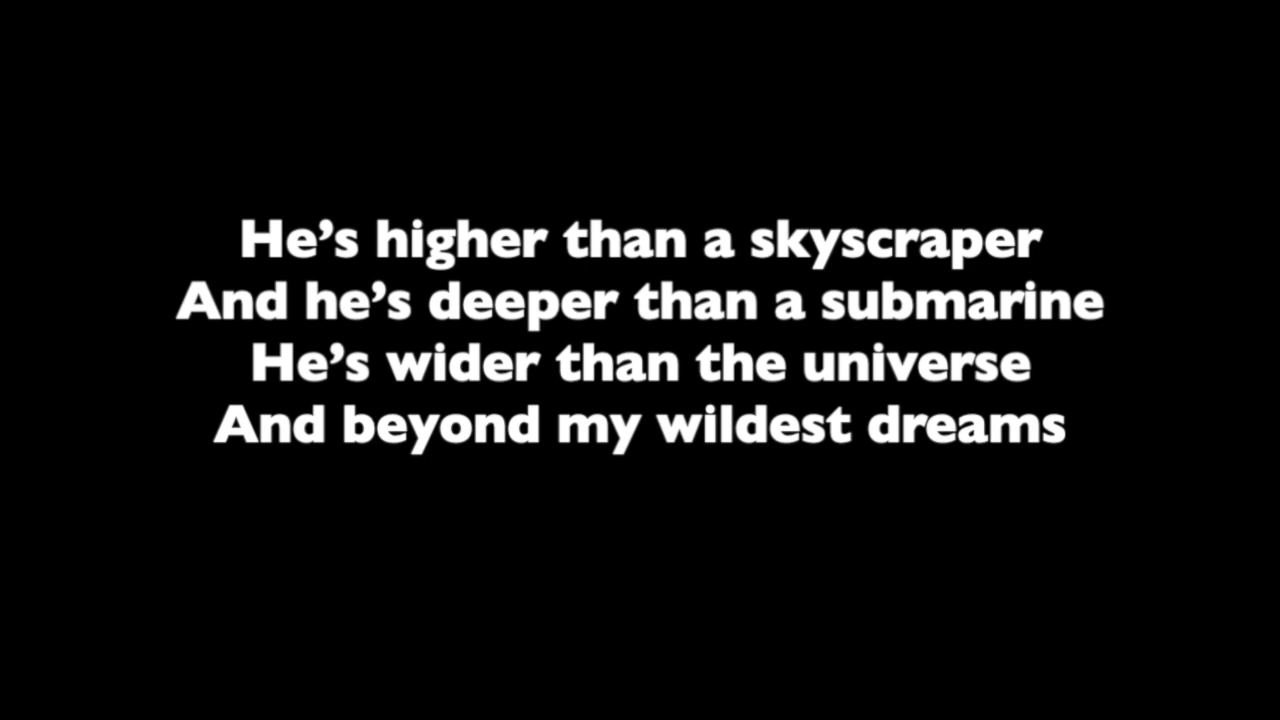 He’s higher than a skyscraper
And he’s deeper than a submarine
He’s wider than the universe
And beyond my wildest dreams